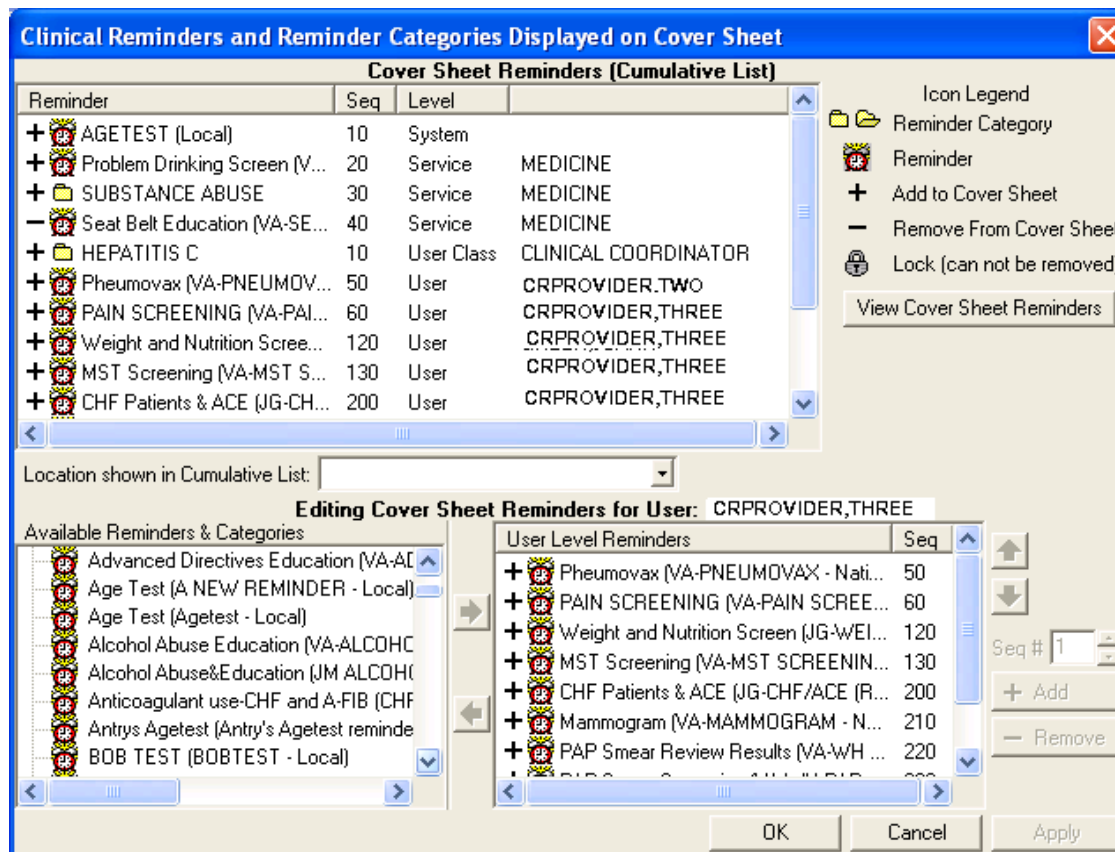 Clinical Reminders and Reminder Categories Displayed on Cover Sheet
Cover Sheet Reminders (Cumulative List)
Reminder Seq Level
+ AGETEST (Local) 10 System
+ Problem Drinking Screen (V... 20 Service MEDICINE
+ SUBSTANCE ABUSE 30 Service MEDICINE
− Seat Belt Education (VA-SE... 40 Service MEDICINE
+ HEPATITIS C 10 User Class CLINICAL COORDINATOR
+ Pheumovax (VA-PNEUMOV... 50 User CRPROVIDER.TWO
+ PAIN SCREENING (VA-PAI... 60 User CRPROVIDER,THREE
+ Weight and Nutrition Scree... 120 User CRPROVIDER,THREE
+ MST Screening (VA-MST S... 130 User CRPROVIDER,THREE
+ CHF Patients & ACE (JG-CH... 200 User CRPROVIDER,THREE
Icon Legend
Reminder Category
Reminder
+ Add to Cover Sheet
− Remove From Cover Sheet
Lock (can not be removed)
View Cover Sheet Reminders
Location shown in Cumulative List:
Editing Cover Sheet Reminders for User: CRPROVIDER,THREE
Available Reminders & Categories
Advanced Directives Education (VA-AD
Age Test (A NEW REMINDER - Local)
Age Test (Agetest - Local)
Alcohol Abuse Education (VA-ALCOHO
Alcohol Abuse&Education (JM ALCOHO
Anticoagulant use-CHF and A-FIB (CHF
Antrys Agetest (Antry's Agetest reminde
BOB TEST (BOBTEST - Local)
User Level Reminders Seq
+ Pheumovax (VA-PNEUMOVAX - Nati... 50
+ PAIN SCREENING (VA-PAIN SCREE... 60
+ Weight and Nutrition Screen (JG-WEI... 120
+ MST Screening (VA-MST SCREENIN... 130
+ CHF Patients & ACE (JG-CHF/ACE (R... 200
+ Mammogram (VA-MAMMOGRAM - N... 210
+ PAP Smear Review Results (VA-WH ... 220
Seq # 1
+ Add
− Remove
OK Cancel Apply